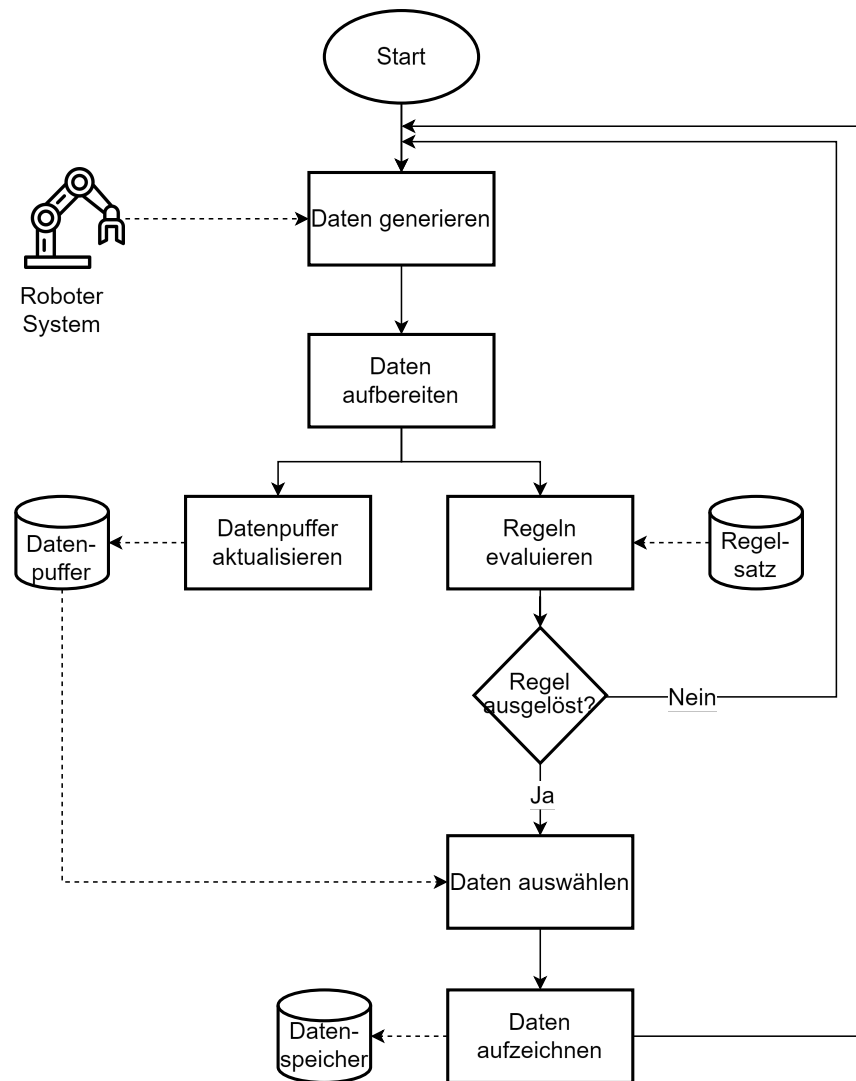 Start
Daten generieren
Roboter
System
Daten
aufbereiten
Daten-
puffer
Datenpuffer
aktualisieren
Regeln
evaluieren
Regel-
satz
Regel
ausgelöst?
Nein
Ja
Daten auswählen
Daten-
speicher
Daten
aufzeichnen